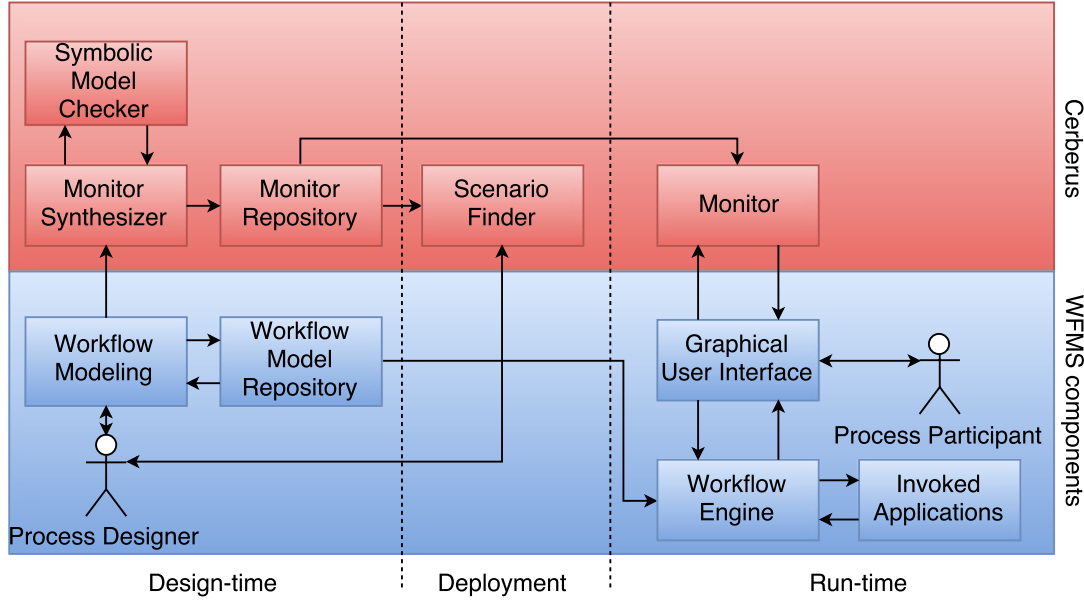 Symbolic
Model
Checker
Monitor
Synthesizer
Monitor
Repository
Scenario
Finder
Monitor
Cerberus
Workflow
Modeling
Workflow
Model
Repository
Graphical
User Interface
Process Participant
WFMS components
Process Designer
Workflow
Engine
Invoked
Applications
Design-time
Deployment
Run-time